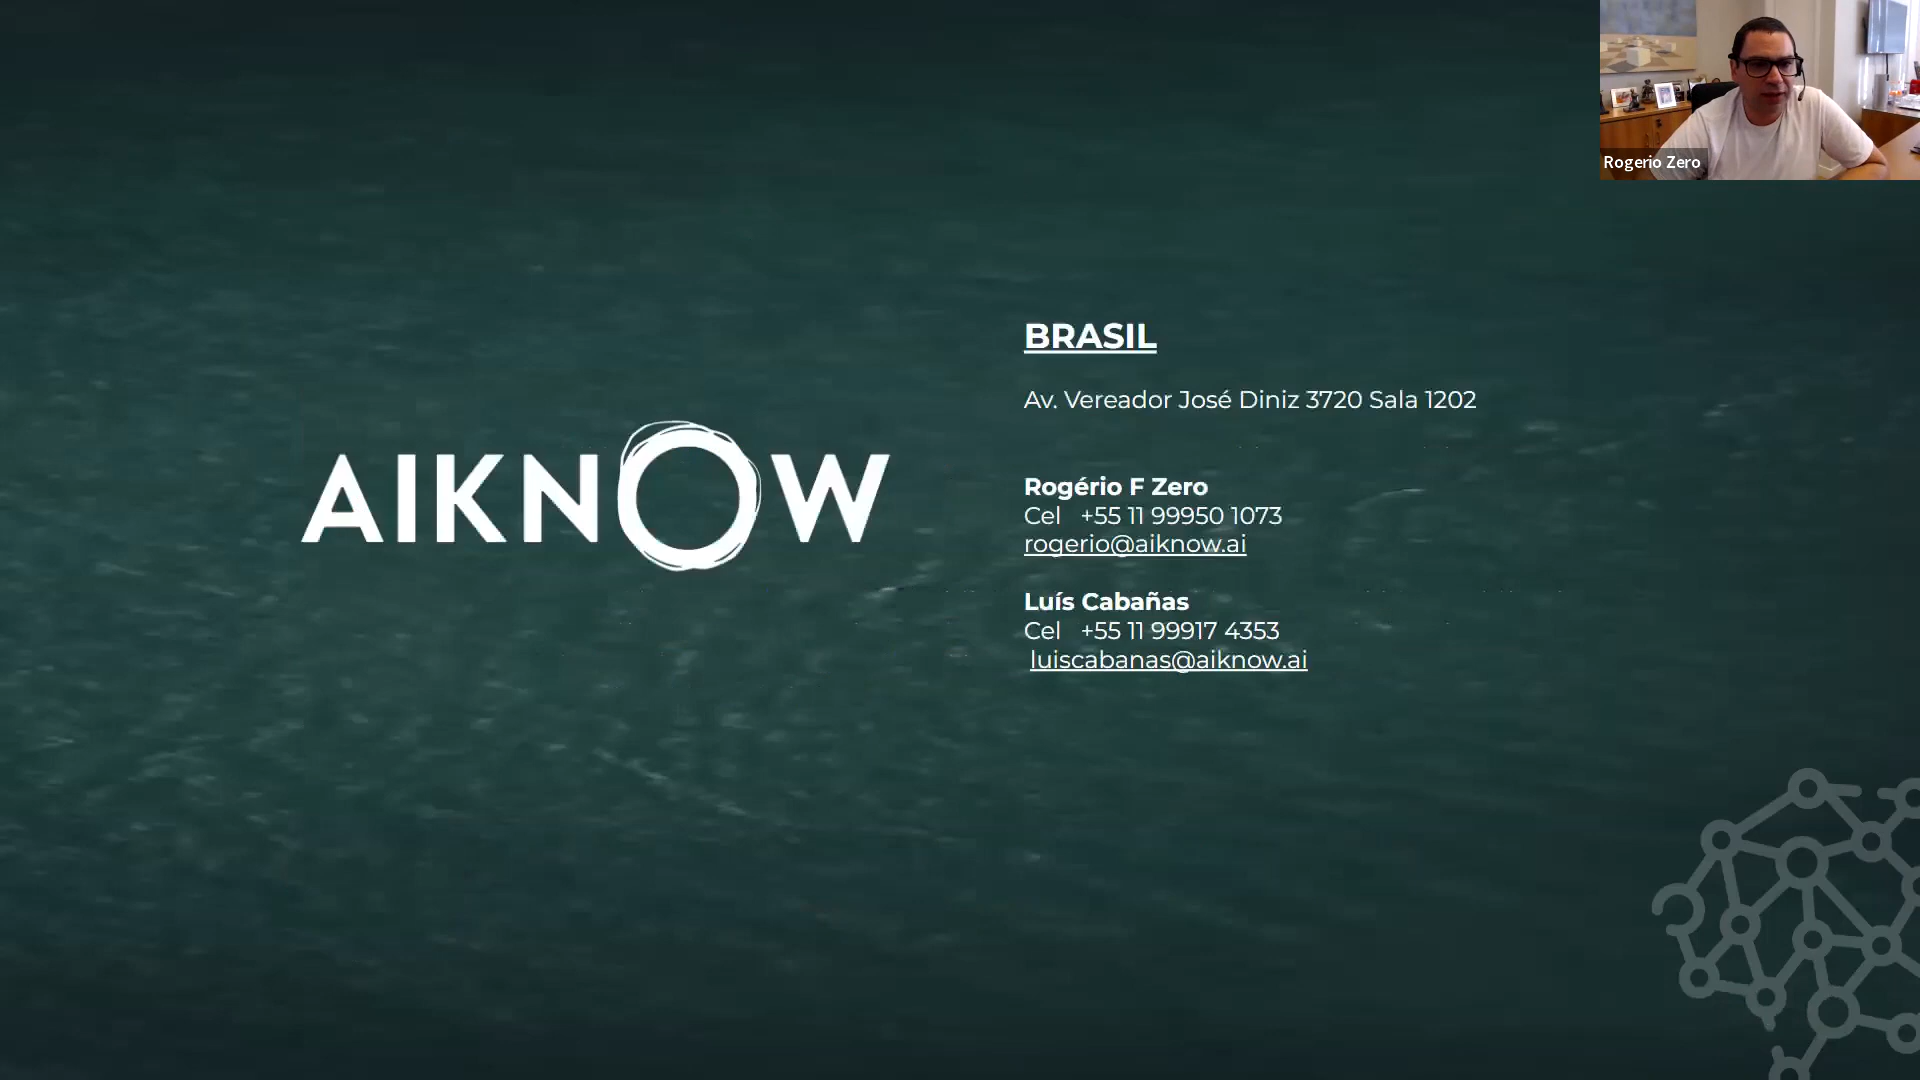 Rogerio Zero
BRASIL
Av. Vereador José Diniz 3720 Sala 1202
AIKNOW
Rogério F Zero
Cel +55 11 99950 1073
rogerio@aiknow.ai
Luís Cabañas
Cel +55 11 99917 4353
luiscabanas@aiknow.ai